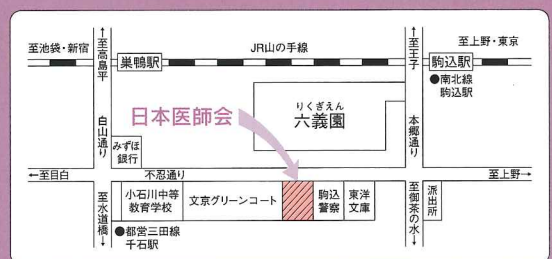 至池袋・新宿
↑至高島平
巣鴨駅
JR山の手線
↑至王子
駒込駅
至上野・東京
●南北線
駒込駅
白山通り
みずほ
銀行
日本医師会
りくぎえん
六義園
本郷通り
←至目白
不忍通り
至上野→
至水道橋↓
小石川中等
教育学校
文京グリーンコート
駒込
警察
東洋
文庫
至御茶の水↓
派出所
●都営三田線
千石駅